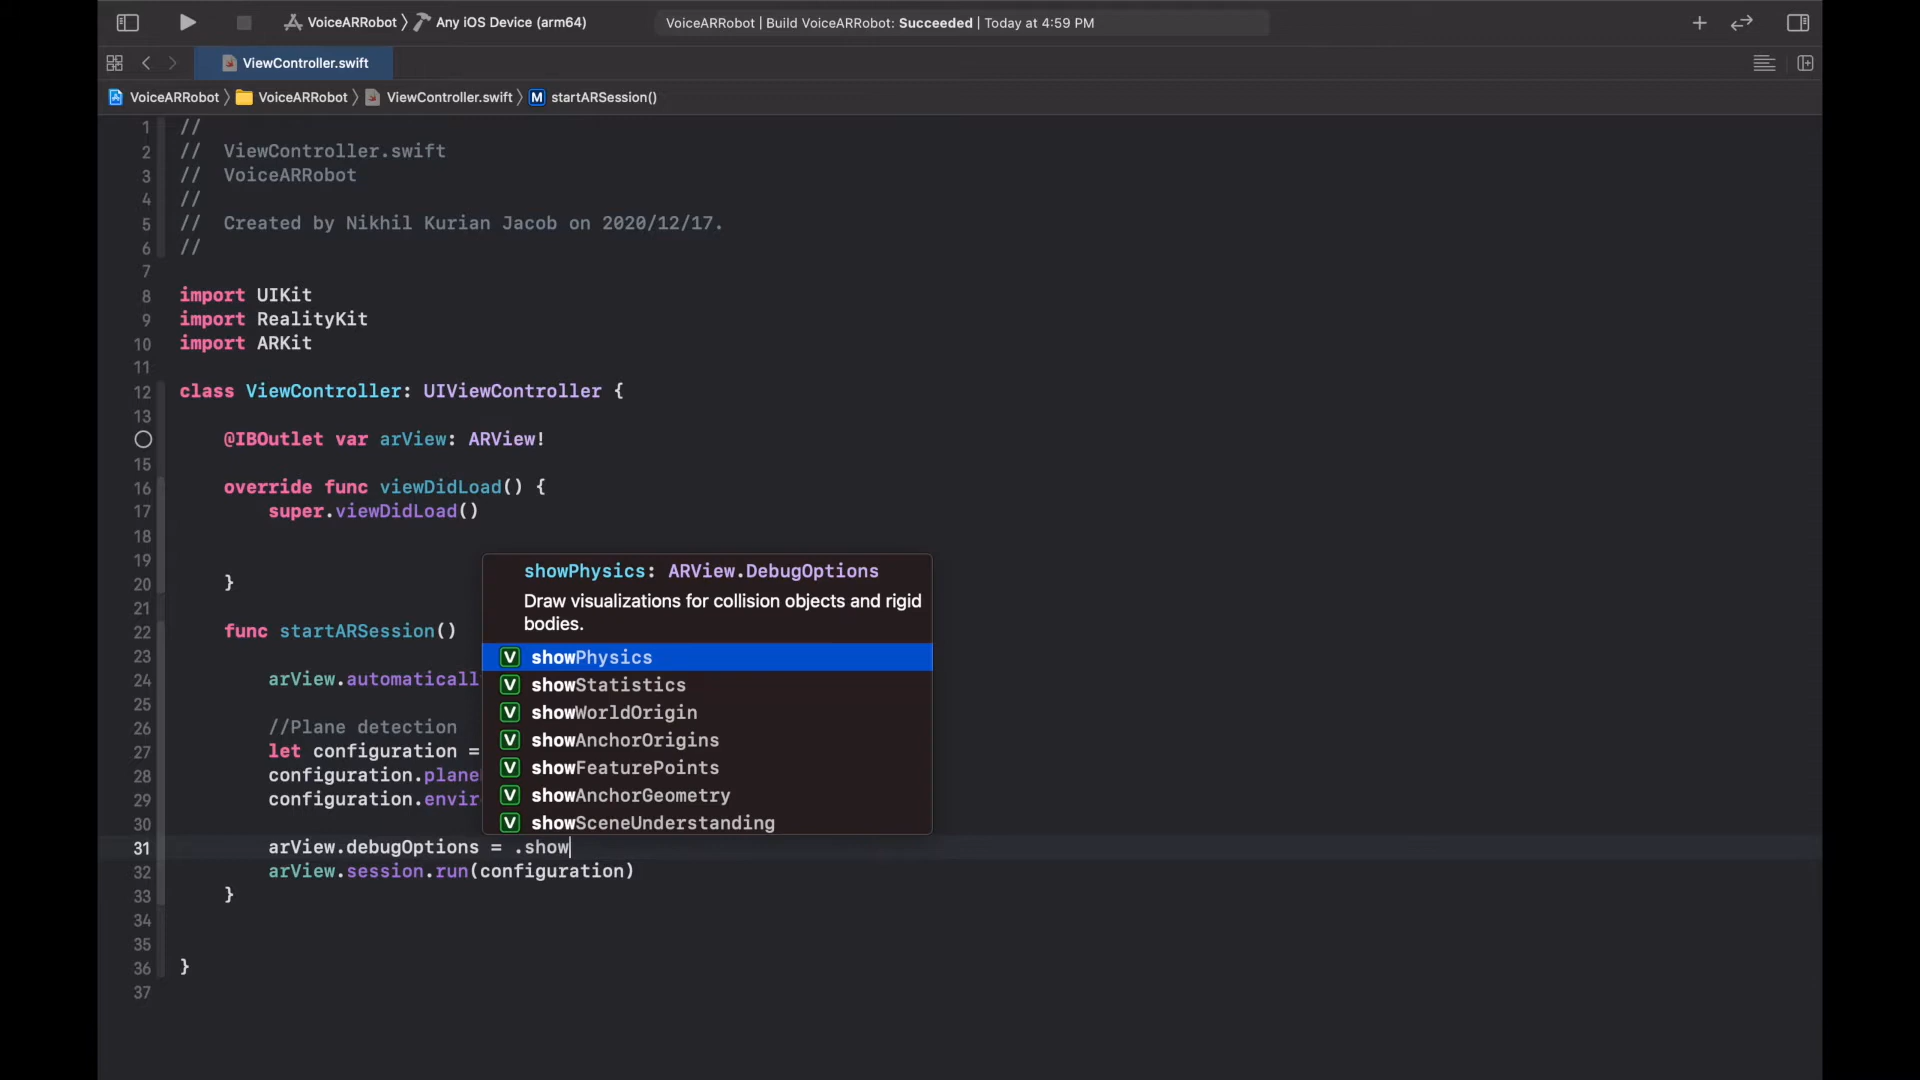 VoiceARRobot 〉 Any iOS Device (arm64)
VoiceARRobot | Build VoiceARRobot: Succeeded | Today at 4:59 PM
ViewController.swift
VoiceARRobot 〉 VoiceARRobot 〉 ViewController.swift 〉 M startARSession()
1 //
2 //  ViewController.swift
3 //  VoiceARRobot
4 //
5 //  Created by Nikhil Kurian Jacob on 2020/12/17.
6 //
7
8 import UIKit
9 import RealityKit
10 import ARKit
11
12 class ViewController: UIViewController {
13
@IBOutlet var arView: ARView!
15
16 override func viewDidLoad() {
17 super.viewDidLoad()
18
19
20 }
21
22 func startARSession()
23
24 arView.automaticall
25
26 //Plane detection
27 let configuration =
28 configuration.plane
29 configuration.envir
30
31 arView.debugOptions = .show
32 arView.session.run(configuration)
33 }
34
35
36 }
37
showPhysics: ARView.DebugOptions
Draw visualizations for collision objects and rigid
bodies.
V showPhysics
V showStatistics
V showWorldOrigin
V showAnchorOrigins
V showFeaturePoints
V showAnchorGeometry
V showSceneUnderstanding